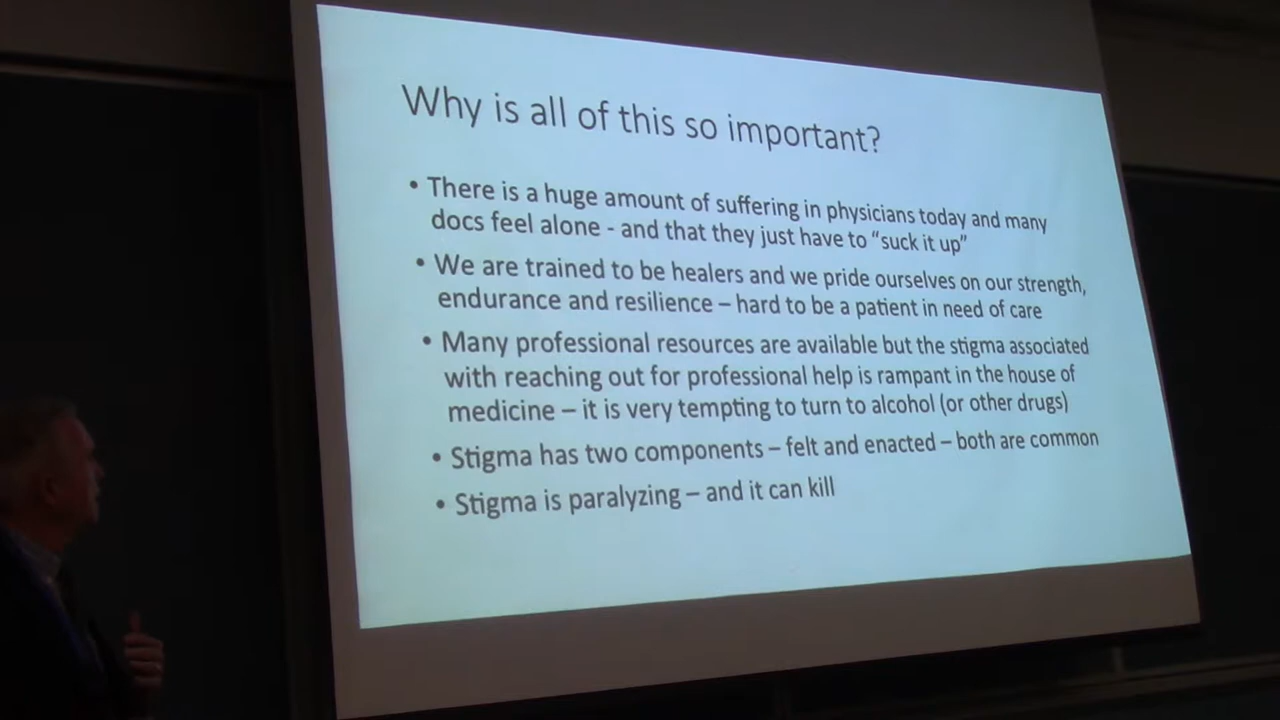 Why is all of this so important?
• There is a huge amount of suffering in physicians today and many
docs feel alone - and that they just have to “suck it up”
• We are trained to be healers and we pride ourselves on our strength,
endurance and resilience – hard to be a patient in need of care
• Many professional resources are available but the stigma associated
with reaching out for professional help is rampant in the house of
medicine – it is very tempting to turn to alcohol (or other drugs)
• Stigma has two components – felt and enacted – both are common
• Stigma is paralyzing – and it can kill